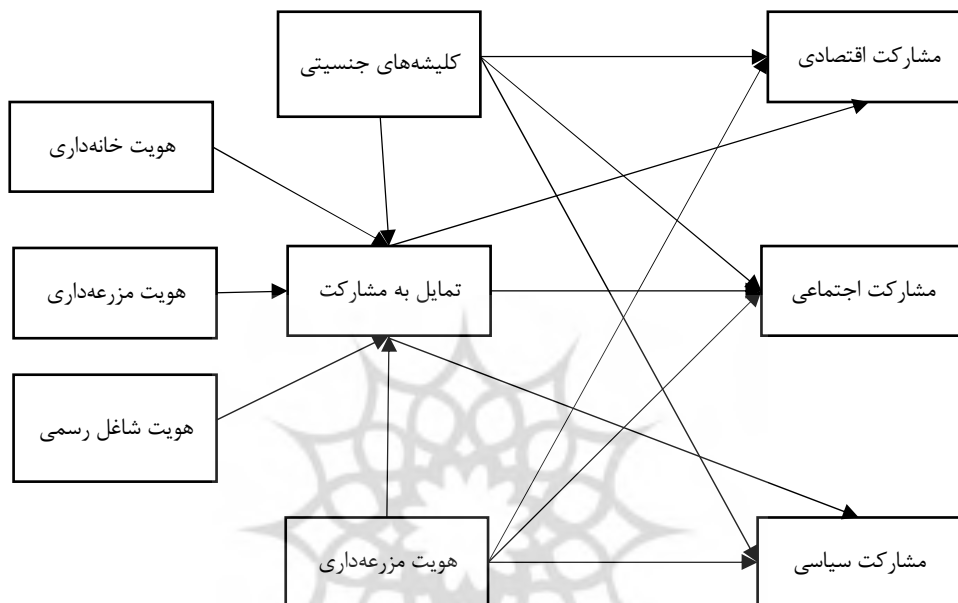 کلیشه‌های جنسیتی
مشارکت اقتصادی
هویت خانه‌داری
هویت مزرعه‌داری
تمایل به مشارکت
مشارکت اجتماعی
هویت شاغل رسمی
هویت مزرعه‌داری
مشارکت سیاسی